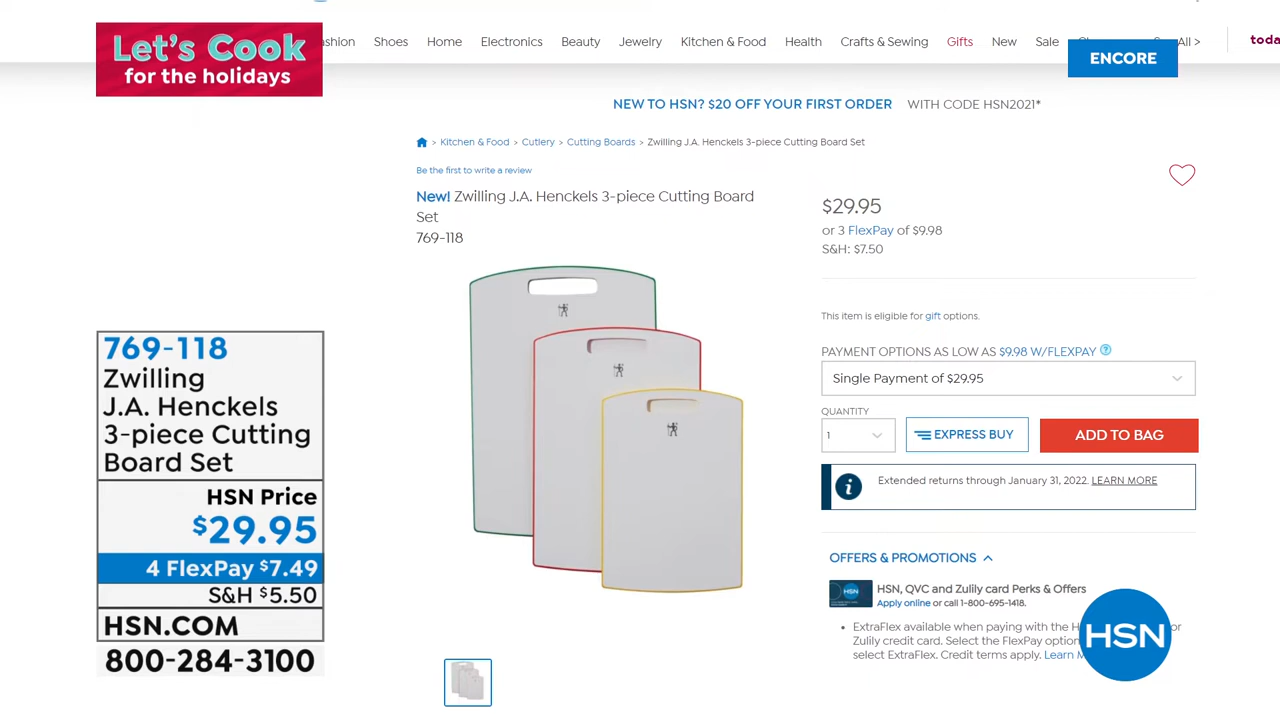 Let's Cook
for the holidays
Shoes
Home
Electronics
Beauty
Jewelry
Kitchen & Food
Health
Crafts & Sewing
Gifts
New
Sale
All >
ENCORE
NEW TO HSN? $20 OFF YOUR FIRST ORDER WITH CODE HSN2021*
> Kitchen & Food > Cutlery > Cutting Boards > Zwilling J.A. Henckels 3-piece Cutting Board Set
Be the first to write a review
New! Zwilling J.A. Henckels 3-piece Cutting Board
Set
769-118
$29.95
or 3 FlexPay of $9.98
S&H: $7.50
This item is eligible for gift options.
PAYMENT OPTIONS AS LOW AS $9.98 W/FLEXPAY ?
Single Payment of $29.95
QUANTITY
1
EXPRESS BUY
ADD TO BAG
i
Extended returns through January 31, 2022. LEARN MORE
OFFERS & PROMOTIONS
HSN
HSN, QVC and Zulily card Perks & Offers
Apply online or call 1-800-695-1418.
• ExtraFlex available when paying with the or
Zulily credit card. Select the FlexPay
select ExtraFlex. Credit terms apply. Learn
HSN
769-118
Zwilling
J.A. Henckels
3-piece Cutting
Board Set
HSN Price
$29.95
4 FlexPay $7.49
S&H $5.50
HSN.COM
800-284-3100